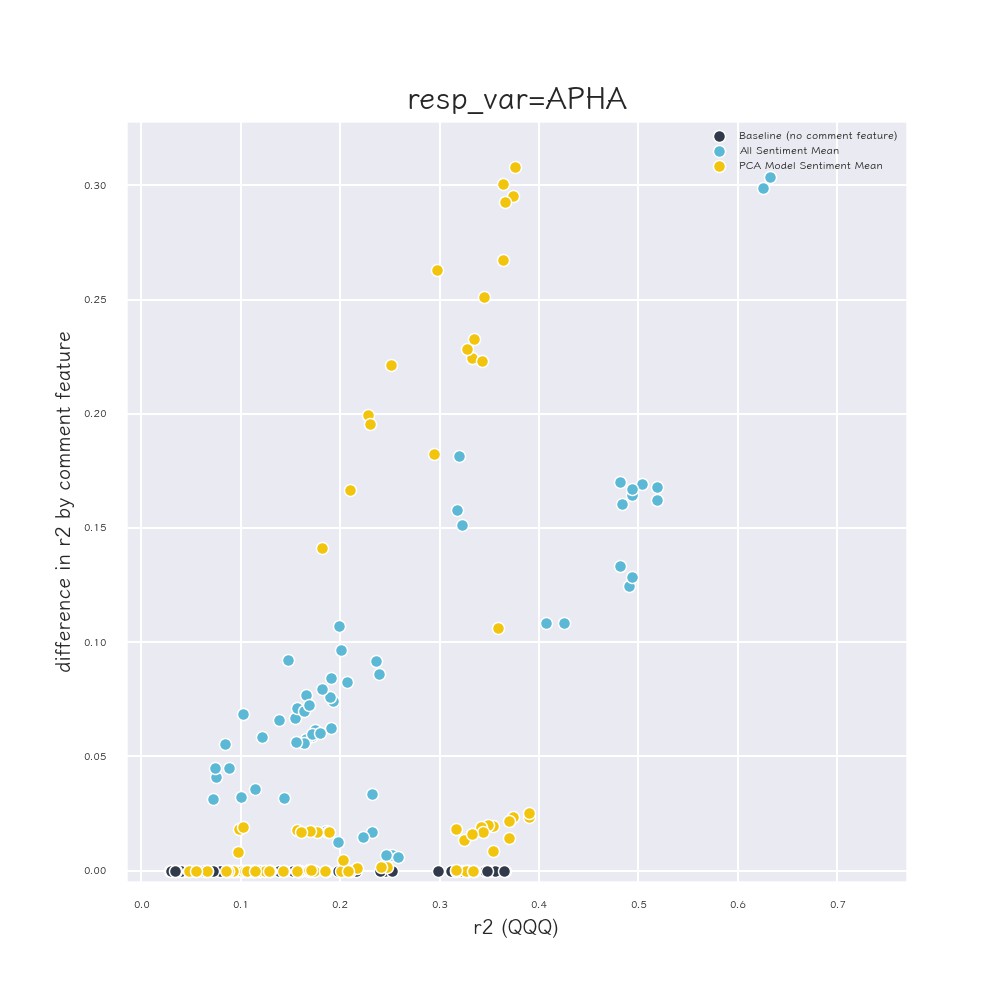 resp_var=APHA
Baseline (no comment feature)
All Sentiment Mean
PCA Model Sentiment Mean
difference in r2 by comment feature
0.30
0.25
0.20
0.15
0.10
0.05
0.00
0.0 0.1 0.2 0.3 0.4 0.5 0.6 0.7
r2 (QQQ)